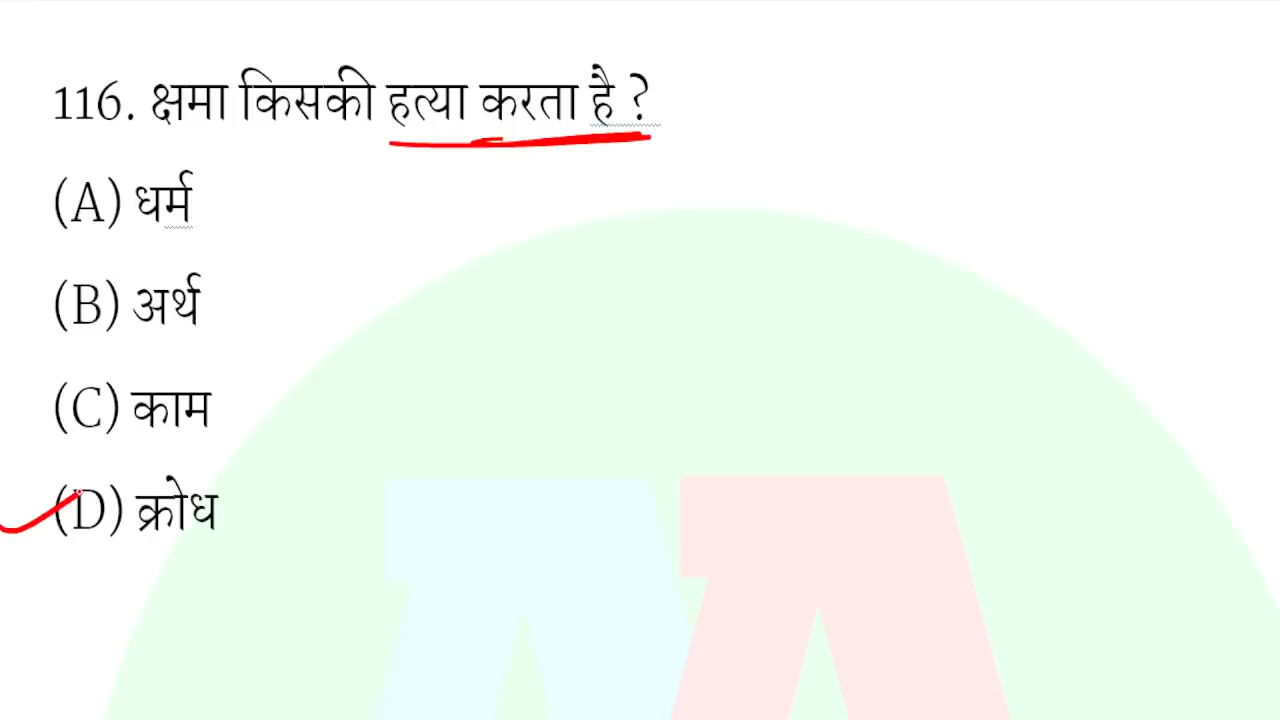 116. क्षमा किसकी हत्या करता है ?
(A) धर्म
(B) अर्थ
(C) काम
(D) क्रोध